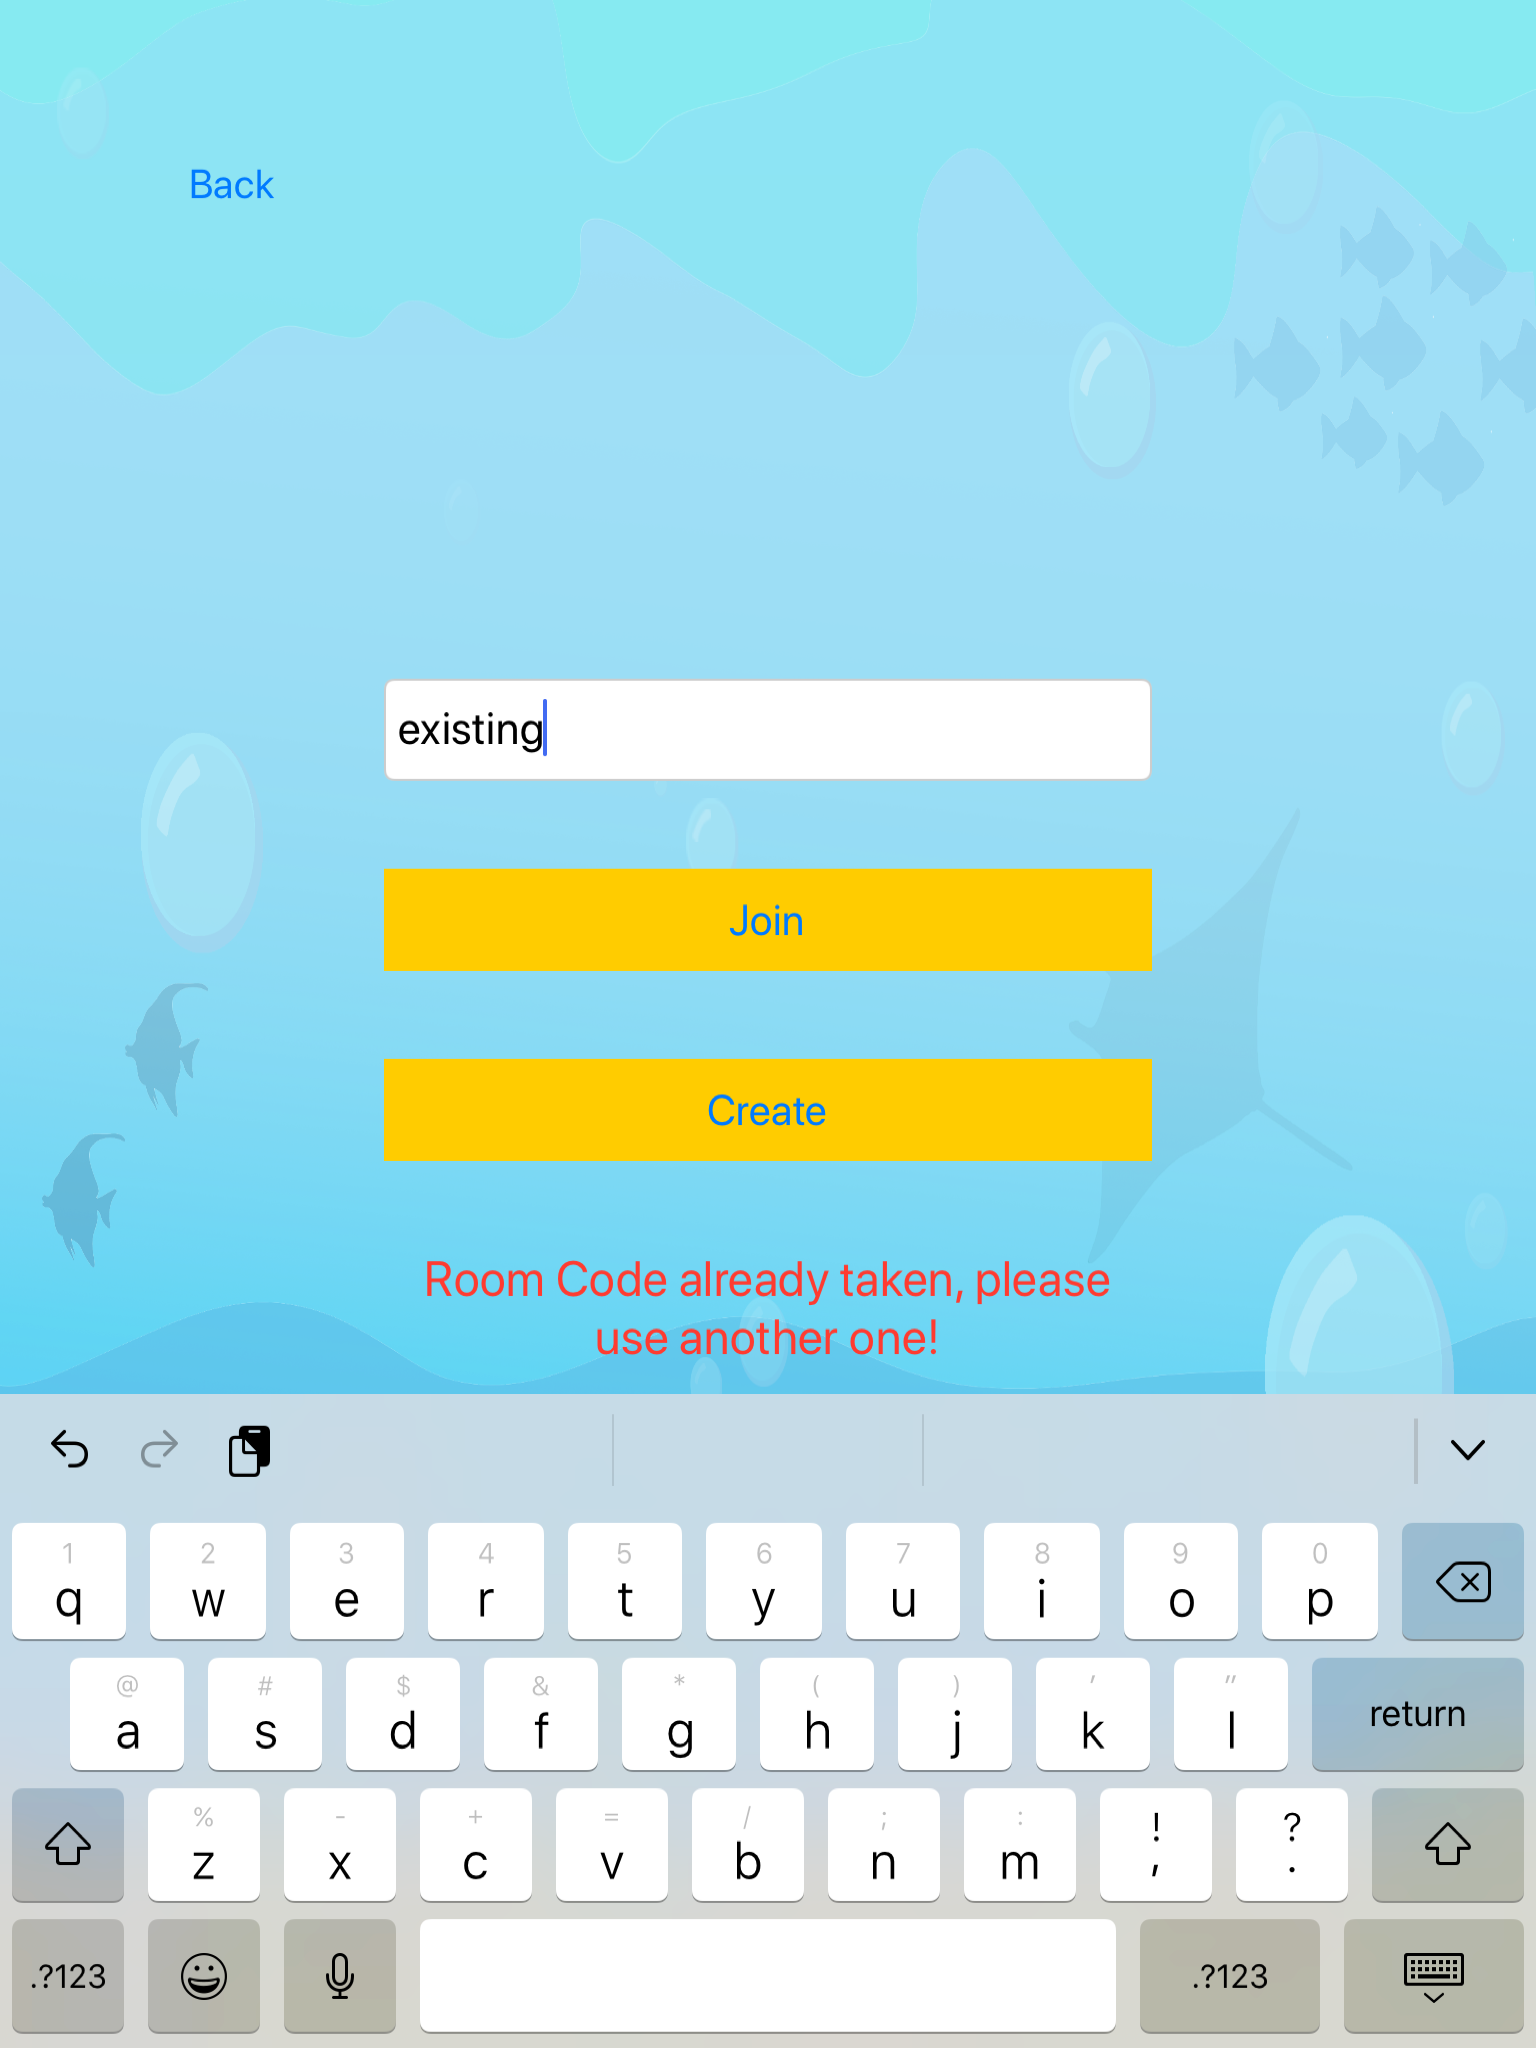 Back
existing
Join
Create
Room Code already taken, please
use another one!
1 2 3 4 5 6 7 8 9 0
q w e r t y u i o p
@ # $ & * ( ) ' "
a s d f g h j k l return
% - + = / ; : ! ?
z x c v b n m , .
.?123 .?123